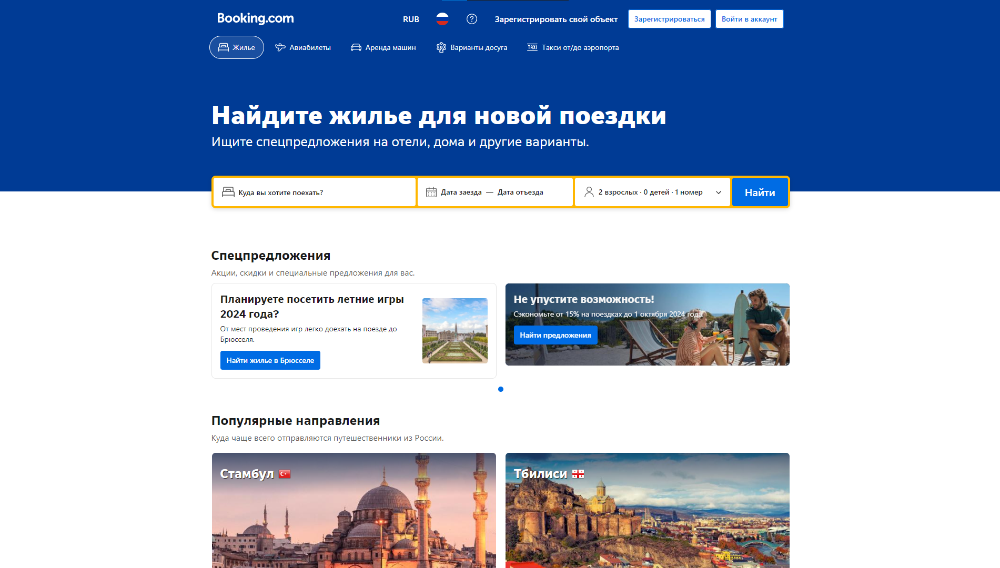 Booking.com
RUB
Зарегистрировать свой объект
Зарегистрироваться
Войти в аккаунт
Жилье
Авиабилеты
Аренда машин
Варианты досуга
TAXI
Такси от/до аэропорта
Найдите жилье для новой поездки
Ищите спецпредложения на отели, дома и другие варианты.
Куда вы хотите поехать?
Дата заезда — Дата отъезда
2 взрослых · 0 детей · 1 номер
Найти
Спецпредложения
Акции, скидки и специальные предложения для вас.
Планируете посетить летние игры
2024 года?
От мест проведения игр легко доехать на поезде до
Брюсселя.
Найти жилье в Брюсселе
Не упустите возможность!
Сэкономьте от 15% на поездках до 1 октября 2024 года.
Найти предложения
Популярные направления
Куда чаще всего отправляются путешественники из России.
Стамбул
Тбилиси